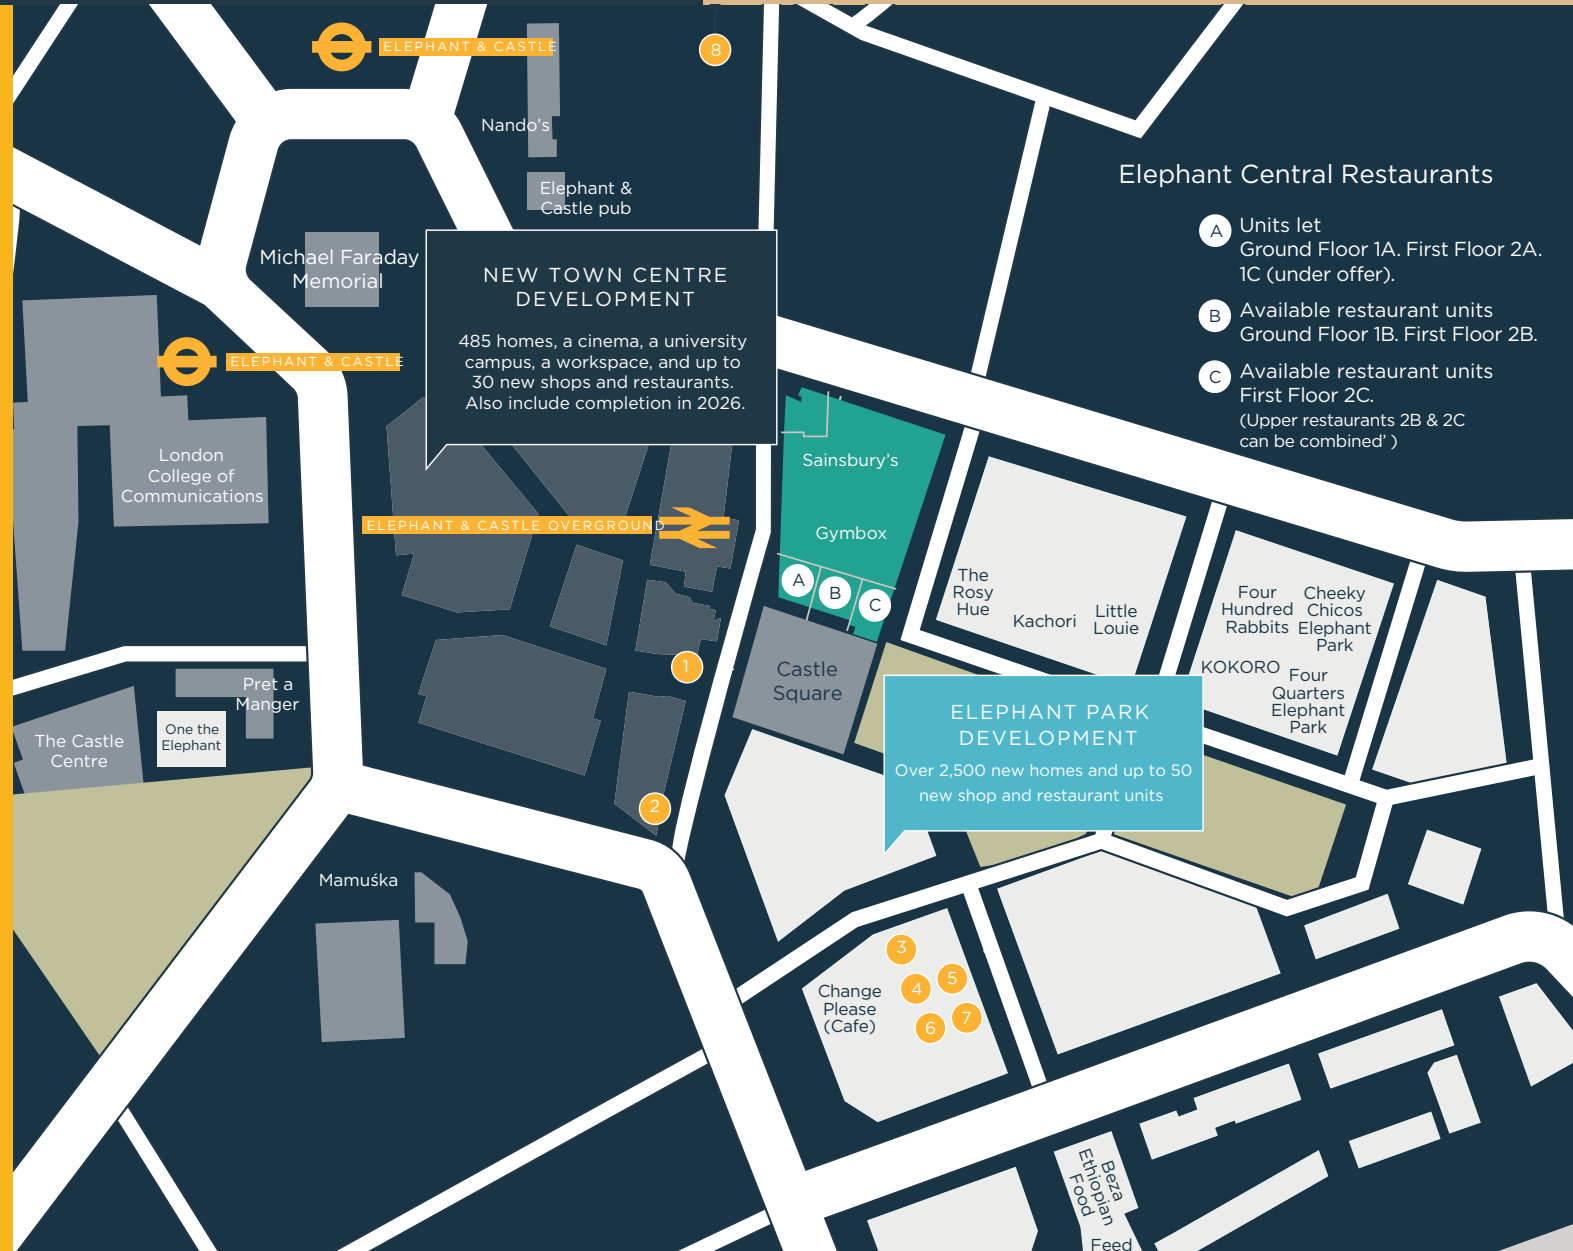 ELEPHANT & CASTLE
8
Nando’s
Elephant &
Castle pub
Elephant Central Restaurants
A
Units let
Ground Floor 1A. First Floor 2A.
1C (under offer).
B
Available restaurant units
Ground Floor 1B. First Floor 2B.
C
Available restaurant units
First Floor 2C.
(Upper restaurants 2B & 2C
can be combined’ )
Michael Faraday
Memorial
NEW TOWN CENTRE
DEVELOPMENT
485 homes, a cinema, a university
campus, a workspace, and up to
30 new shops and restaurants.
Also include completion in 2026.
ELEPHANT & CASTLE
London
College of
Communications
ELEPHANT & CASTLE OVERGROUND
Sainsbury’s
Gymbox
A
B
C
The
Rosy
Hue
Kachori
Little
Louie
Four
Hundred
Rabbits
Cheeky
Chicos
Elephant
Park
KOKORO
Four
Quarters
Elephant
Park
1
Castle
Square
Pret a
Manger
One the
Elephant
The Castle
Centre
ELEPHANT PARK
DEVELOPMENT
Over 2,500 new homes and up to 50
new shop and restaurant units
2
Mamuśka
3
4
5
6
7
Change
Please
(Cafe)
Beza
Ethiopian
Food
Feed